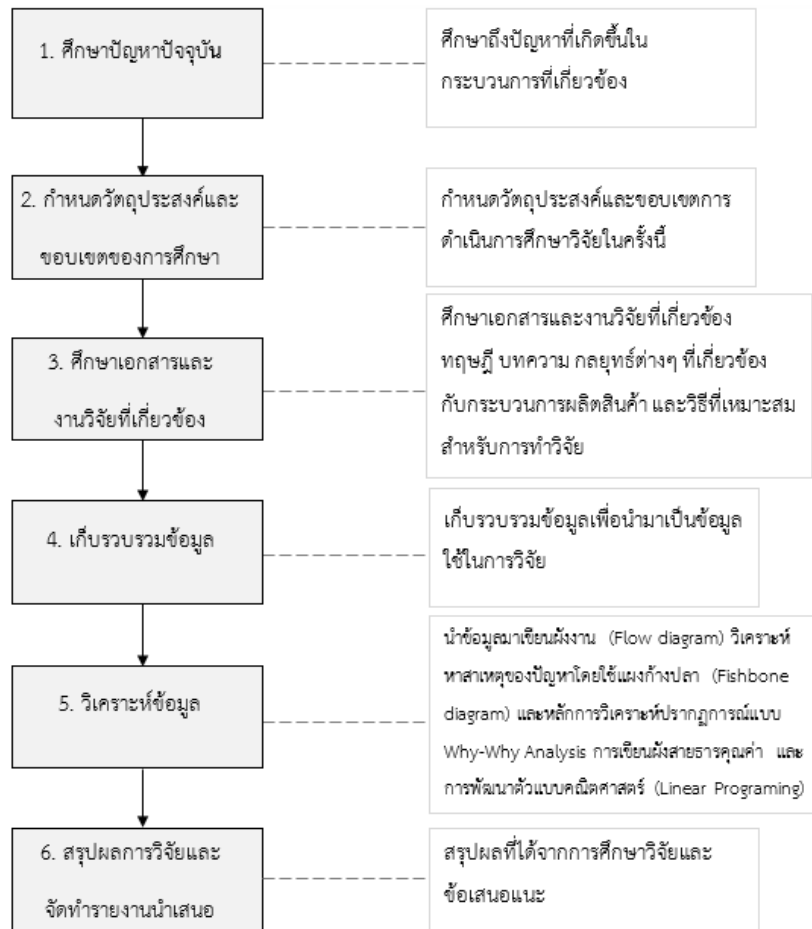 1. ศึกษาปัญหาปัจจุบัน
ศึกษาถึงปัญหาที่เกิดขึ้นใน
กระบวนการที่เกี่ยวข้อง
2. กำหนดวัตถุประสงค์และ
ขอบเขตของการศึกษา
กำหนดวัตถุประสงค์และขอบเขตการ
ดำเนินการศึกษาวิจัยในครั้งนี้
3. ศึกษาเอกสารและ
งานวิจัยที่เกี่ยวข้อง
ศึกษาเอกสารและงานวิจัยที่เกี่ยวข้อง
ทฤษฎี บทความ กลยุทธ์ต่างๆ ที่เกี่ยวข้อง
กับกระบวนการผลิตสินค้า และวิธีที่เหมาะสม
สำหรับการทำวิจัย
4. เก็บรวบรวมข้อมูล
เก็บรวบรวมข้อมูลเพื่อนำมาเป็นข้อมูล
ใช้ในการวิจัย
5. วิเคราะห์ข้อมูล
นำข้อมูลมาเขียนผังงาน (Flow diagram) วิเคราะห์
หาสาเหตุของปัญหาโดยใช้แผงก้างปลา (Fishbone
diagram) และหลักการวิเคราะห์ปรากฏการณ์แบบ
Why-Why Analysis การเขียนผังสายธารคุณค่า และ
การพัฒนาตัวแบบคณิตศาสตร์ (Linear Programing)
6. สรุปผลการวิจัยและ
จัดทำรายงานนำเสนอ
สรุปผลที่ได้จากการศึกษาวิจัยและ
ข้อเสนอแนะ